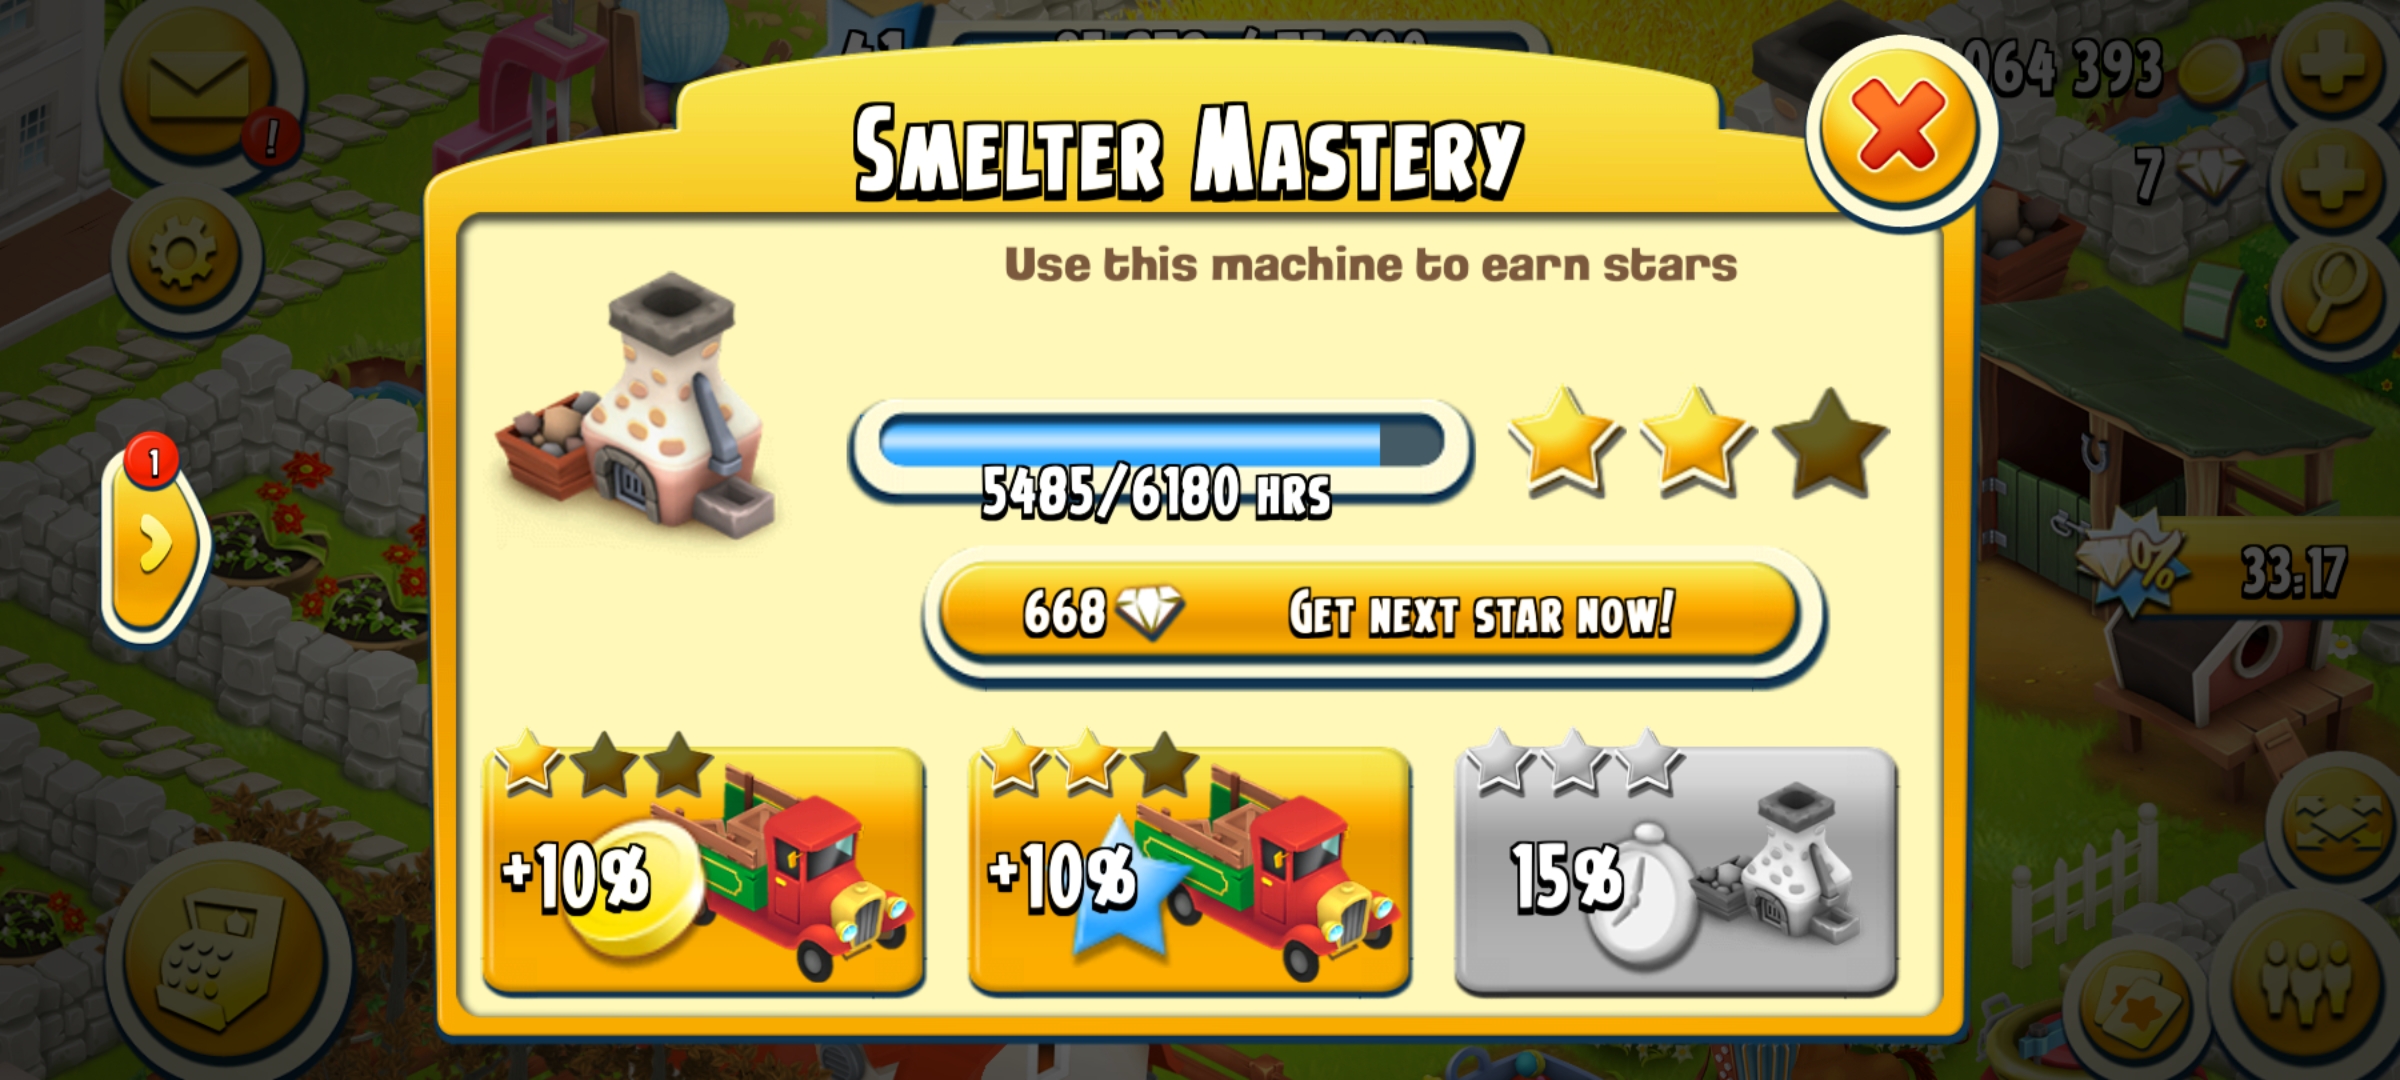 SMELTER MASTERY
064 393
7
Use this machine to earn stars
5485/6180 HRS
1
668 GET NEXT STAR NOW!
%
33:17
+10%
+10%
15%
!